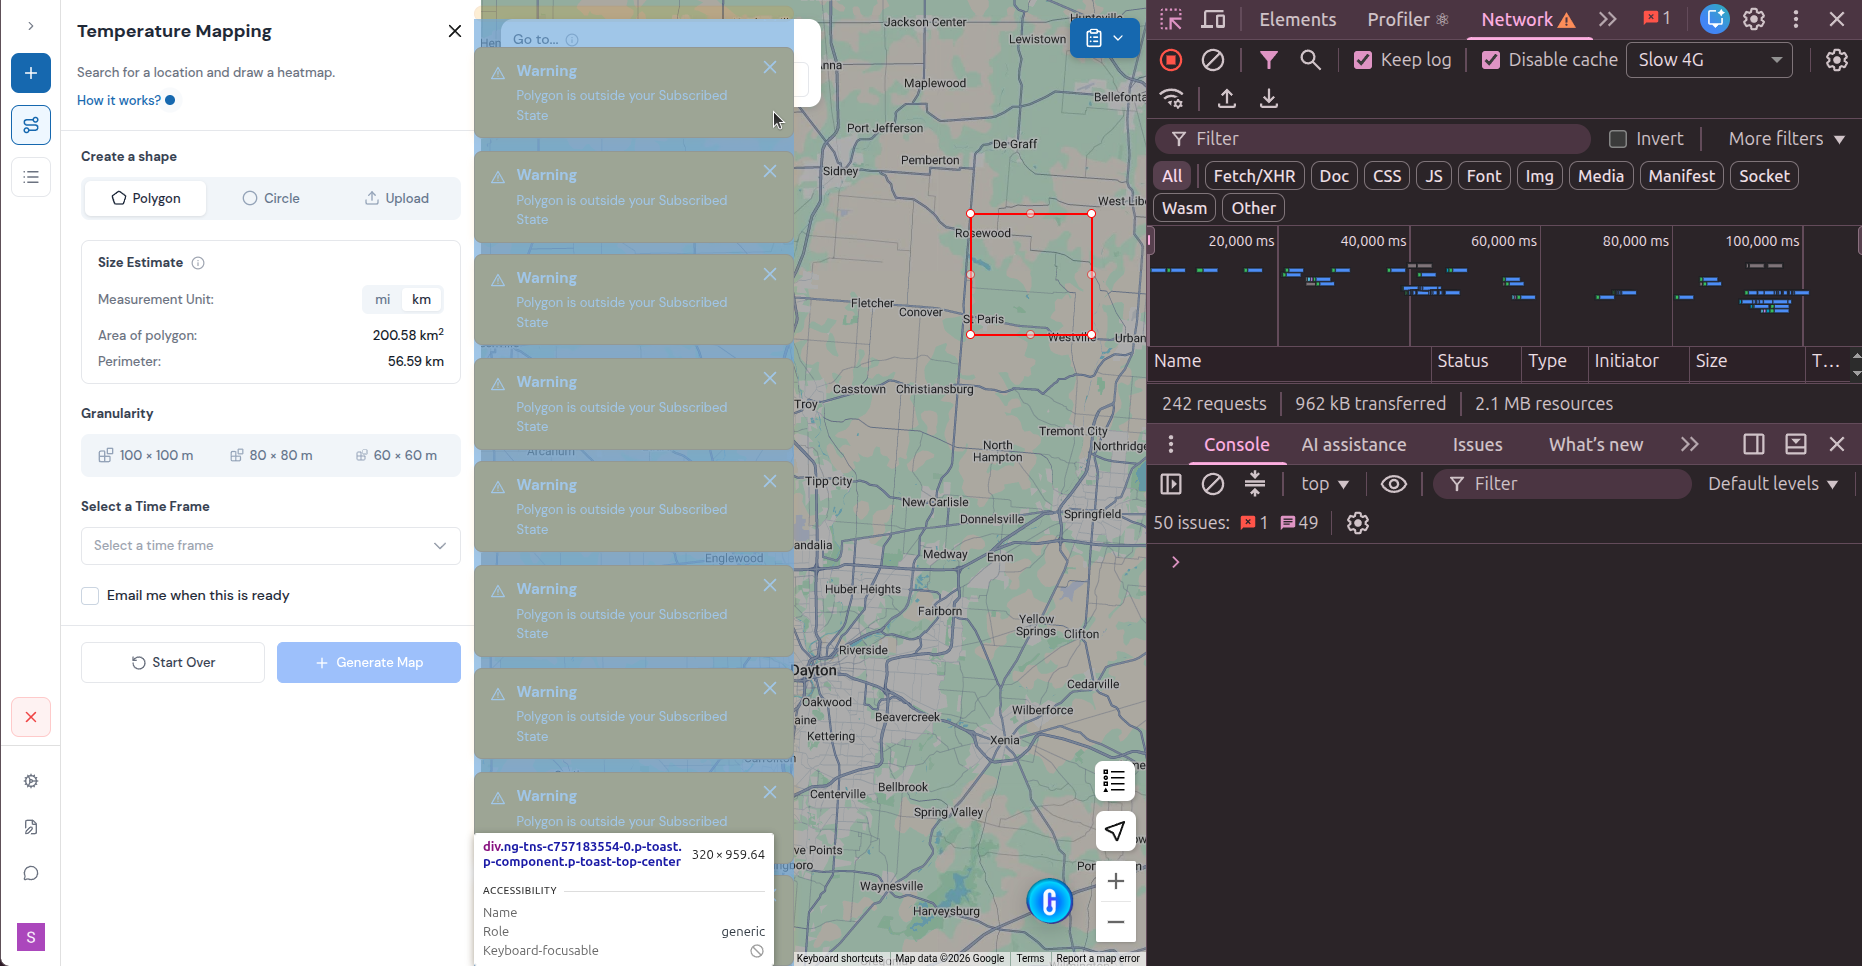 Temperature Mapping
Search for a location and draw a heatmap.
How it works?
Create a shape
Polygon
Circle
Upload
Size Estimate
Measurement Unit:
mi
km
Area of polygon:
200.58 km²
Perimeter:
56.59 km
Granularity
100 × 100 m
80 × 80 m
60 × 60 m
Select a Time Frame
Select a time frame
Email me when this is ready
Start Over
Generate Map
S
Go to...
Warning
Polygon is outside your Subscribed
State
Warning
Polygon is outside your Subscribed
State
Warning
Polygon is outside your Subscribed
State
Warning
Polygon is outside your Subscribed
State
Warning
Polygon is outside your Subscribed
State
Warning
Polygon is outside your Subscribed
State
Warning
Polygon is outside your Subscribed
State
Warning
Polygon is outside your Subscribed
div.ng-tns-c757183554-0.p-toast.
p-component.p-toast-top-center
320 × 959.64
ACCESSIBILITY
Name
Role
generic
Keyboard-focusable
Jackson Center
Huntsville
Lewistown
Anna
Maplewood
Bellefonta
Port Jefferson
De Graff
Pemberton
Sidney
West Lib
Rosewood
Fletcher
Conover
St Paris
Westville
Urban
Casstown
Christiansburg
Troy
Tremont City
North
Hampton
Northridge
Arcanum
Tipp City
New Carlisle
Donnelsville
Springfield
andalia
Englewood
Medway
Enon
Huber Heights
Fairborn
Yellow
Springs
Clifton
Riverside
Dayton
Cedarville
Oakwood
aine
Beavercreek
Wilberforce
Kettering
Xenia
Centerville
Bellbrook
Spring Valley
ve Points
ngboro
Waynesville
Harveysburg
Keyboard shortcuts
Map data ©2026 Google
Terms
Report a map error
Elements
Profiler
Network
1
Keep log
Disable cache
Slow 4G
Filter
Invert
More filters
All
Fetch/XHR
Doc
CSS
JS
Font
Img
Media
Manifest
Socket
Wasm
Other
20,000 ms
40,000 ms
60,000 ms
80,000 ms
100,000 ms
Name
Status
Type
Initiator
Size
T…
242 requests
962 kB transferred
2.1 MB resources
Console
AI assistance
Issues
What's new
top
Filter
Default levels
50 issues:
1
49